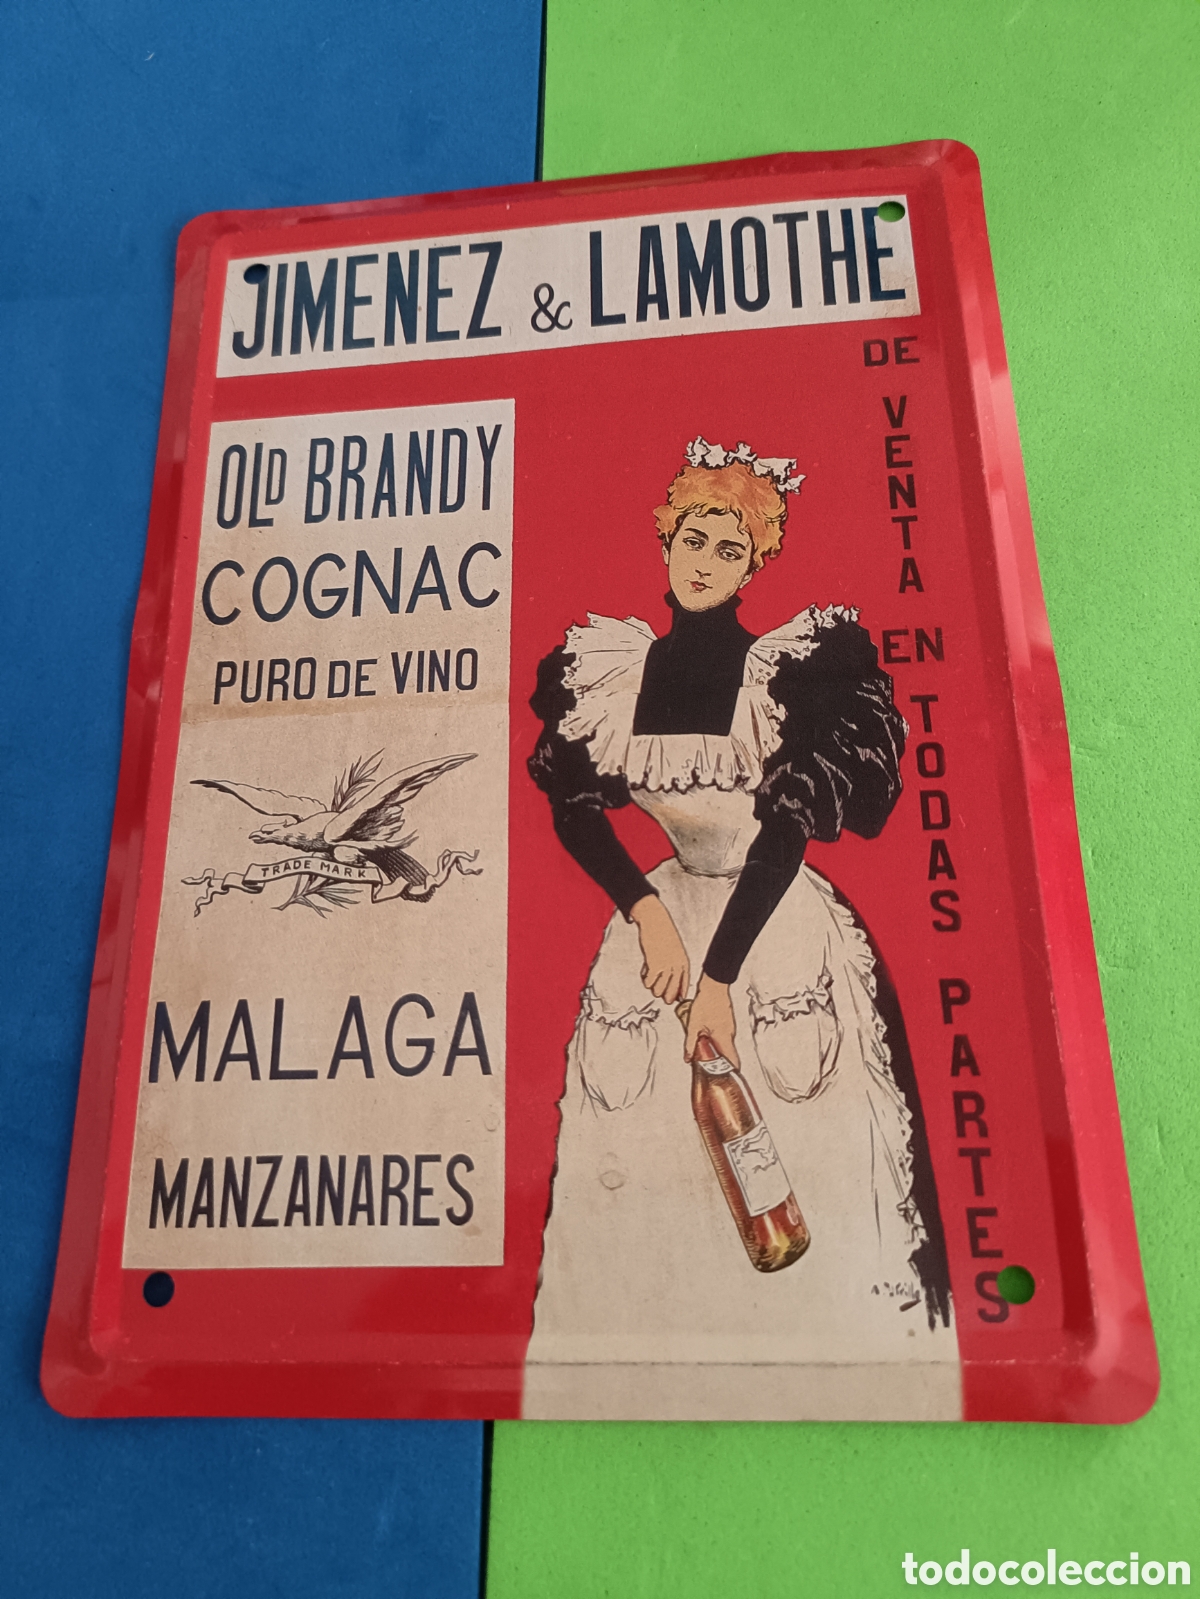 JIMENEZ & LAMOTHE
OLD BRANDY
COGNAC
PURO DE VINO
TRADE MARK
MALAGA
MANZANARES
DE VENTA EN TODAS PARTES
todocoleccion